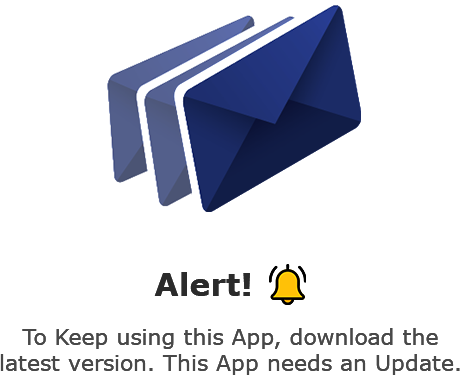 Alert!
To Keep using this App, download the
latest version. This App needs an Update.